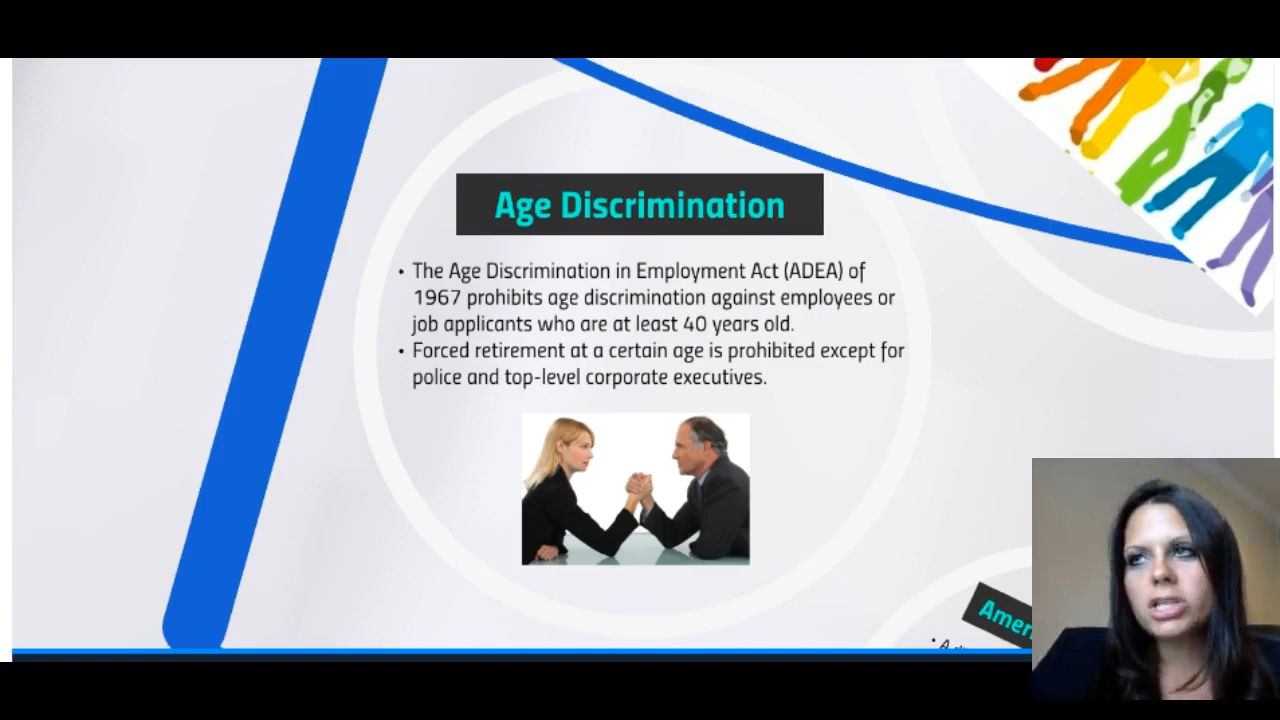 Age Discrimination
• The Age Discrimination in Employment Act (ADEA) of
1967 prohibits age discrimination against employees or
job applicants who are at least 40 years old.
• Forced retirement at a certain age is prohibited except for
police and top-level corporate executives.